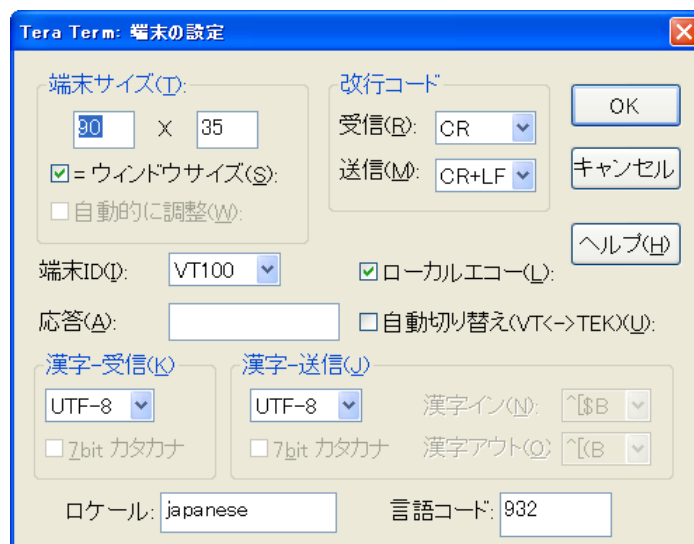 Tera Term: 端末の設定
端末サイズ(T):
90 X 35
= ウィンドウサイズ(S):
自動的に調整(W):
改行コード
受信(R): CR
送信(M): CR+LF
OK
キャンセル
ヘルプ(H)
端末ID(I): VT100
ローカルエコー(L):
応答(A):
自動切り替え(VT<->TEK)(U):
漢字-受信(K)
UTF-8
7bit カタカナ
漢字-送信(J)
UTF-8
7bit カタカナ
漢字イン(N): ^[$B
漢字アウト(O) ^[(B
ロケール: japanese
言語コード: 932